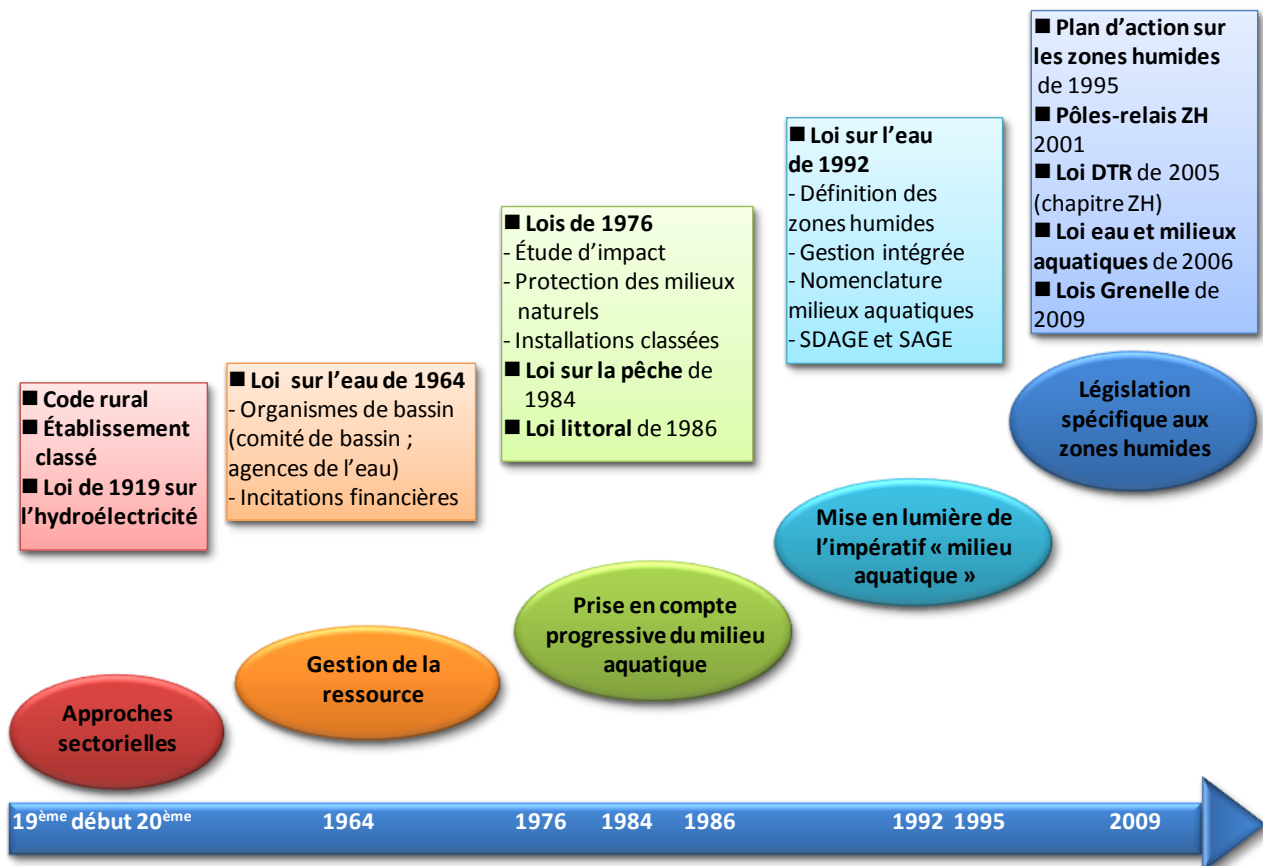 ■ Code rural
■ Établissement
classé
■ Loi de 1919 sur
l'hydroélectricité
■ Loi sur l'eau de 1964
- Organismes de bassin
(comité de bassin ;
agences de l'eau)
- Incitations financières
■ Lois de 1976
- Étude d'impact
- Protection des milieux
naturels
- Installations classées
■ Loi sur la pêche de
1984
■ Loi littoral de 1986
■ Loi sur l'eau
de 1992
- Définition des
zones humides
- Gestion intégrée
- Nomenclature
milieux aquatiques
- SDAGE et SAGE
■ Plan d'action sur
les zones humides
de 1995
■ Pôles-relais ZH
2001
■ Loi DTR de 2005
(chapitre ZH)
■ Loi eau et milieux
aquatiques de 2006
■ Lois Grenelle de
2009
Approches
sectorielles
Gestion de la
ressource
Prise en compte
progressive du milieu
aquatique
Mise en lumière de
l'impératif « milieu
aquatique »
Législation
spécifique aux
zones humides
19ème début 20ème 1964 1976 1984 1986 1992 1995 2009